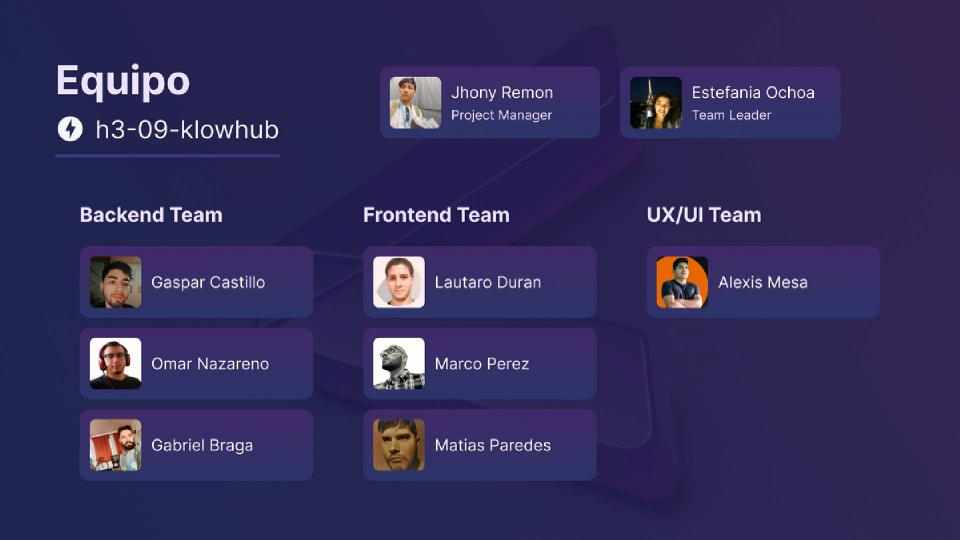 Equipo
h3-09-klowhub
Jhony Remon
Project Manager
Estefania Ochoa
Team Leader
Backend Team
Gaspar Castillo
Omar Nazareno
Gabriel Braga
Frontend Team
Lautaro Duran
Marco Perez
Matias Paredes
UX/UI Team
Alexis Mesa